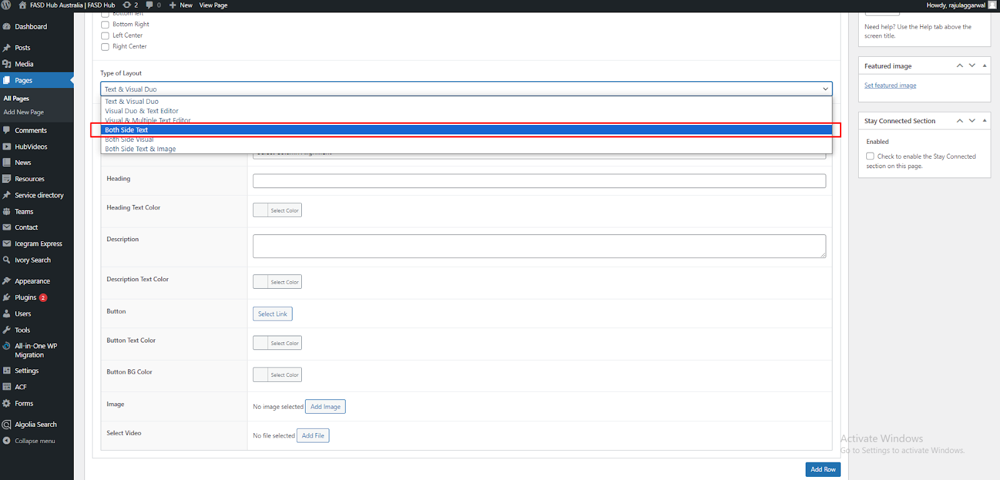 FASD Hub Australia | FASD Hub
2
0
New
View Page
Howdy, rajulaggarwal
Dashboard
Posts
Media
Pages
All Pages
Add New Page
Comments
HubVideos
News
Resources
Service directory
Teams
Contact
Icegram Express
Ivory Search
Appearance
Plugins 2
Users
Tools
All-in-One WP
Migration
Settings
ACF
Forms
Algolia Search
Collapse menu
Bottom left
Bottom Right
Left Center
Right Center
Type of Layout
Text & Visual Duo
Text & Visual Duo
Visual Duo & Text Editor
Visual & Multiple Text Editor
Both Side Text
Both Side Visual
Both Side Text & Image
Select Column Alignment
Heading
Heading Text Color
Select Color
Description
Description Text Color
Select Color
Button
Select Link
Button Text Color
Select Color
Button BG Color
Select Color
Image
No image selected Add Image
Select Video
No file selected Add File
Add Row
Need help? Use the Help tab above the
screen title.
Featured image
Set featured image
Stay Connected Section
Enabled
Check to enable the Stay Connected
section on this page.
Activate Windows
Go to Settings to activate Windows.